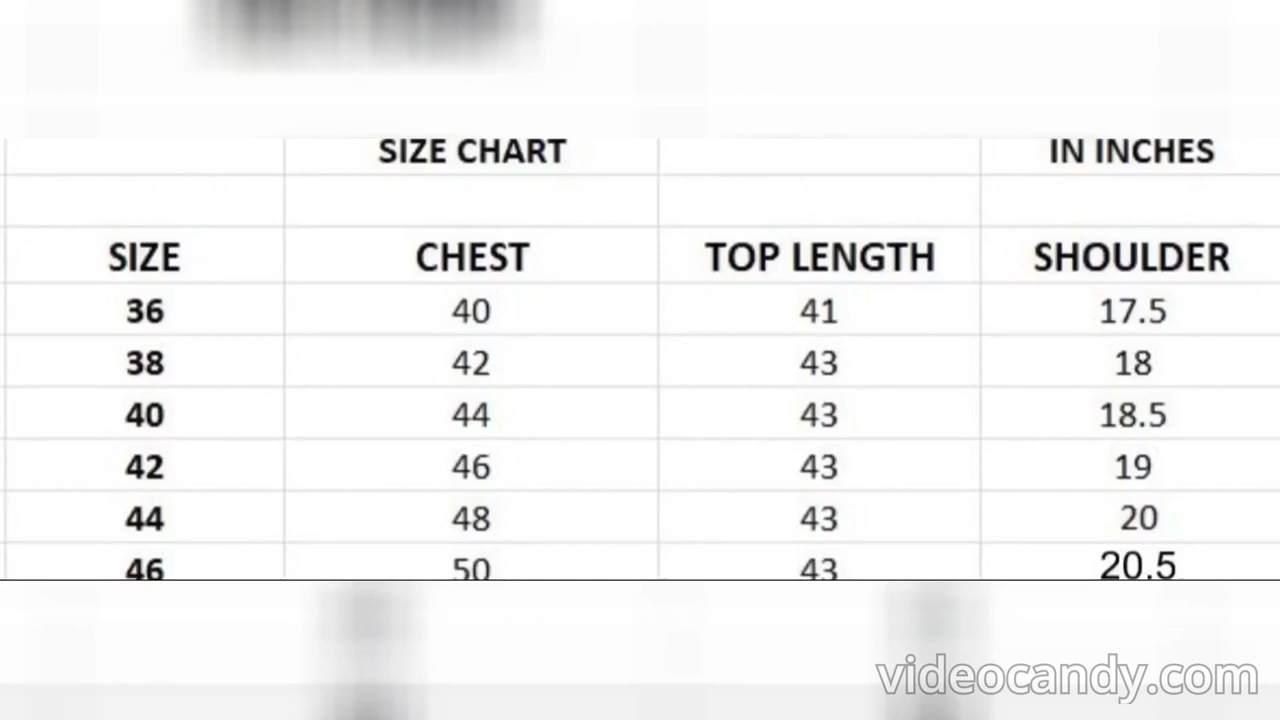 SIZE CHART IN INCHES
SIZE CHEST TOP LENGTH SHOULDER
36 40 41 17.5
38 42 43 18
40 44 43 18.5
42 46 43 19
44 48 43 20
46 50 43 20.5
videocandy.com